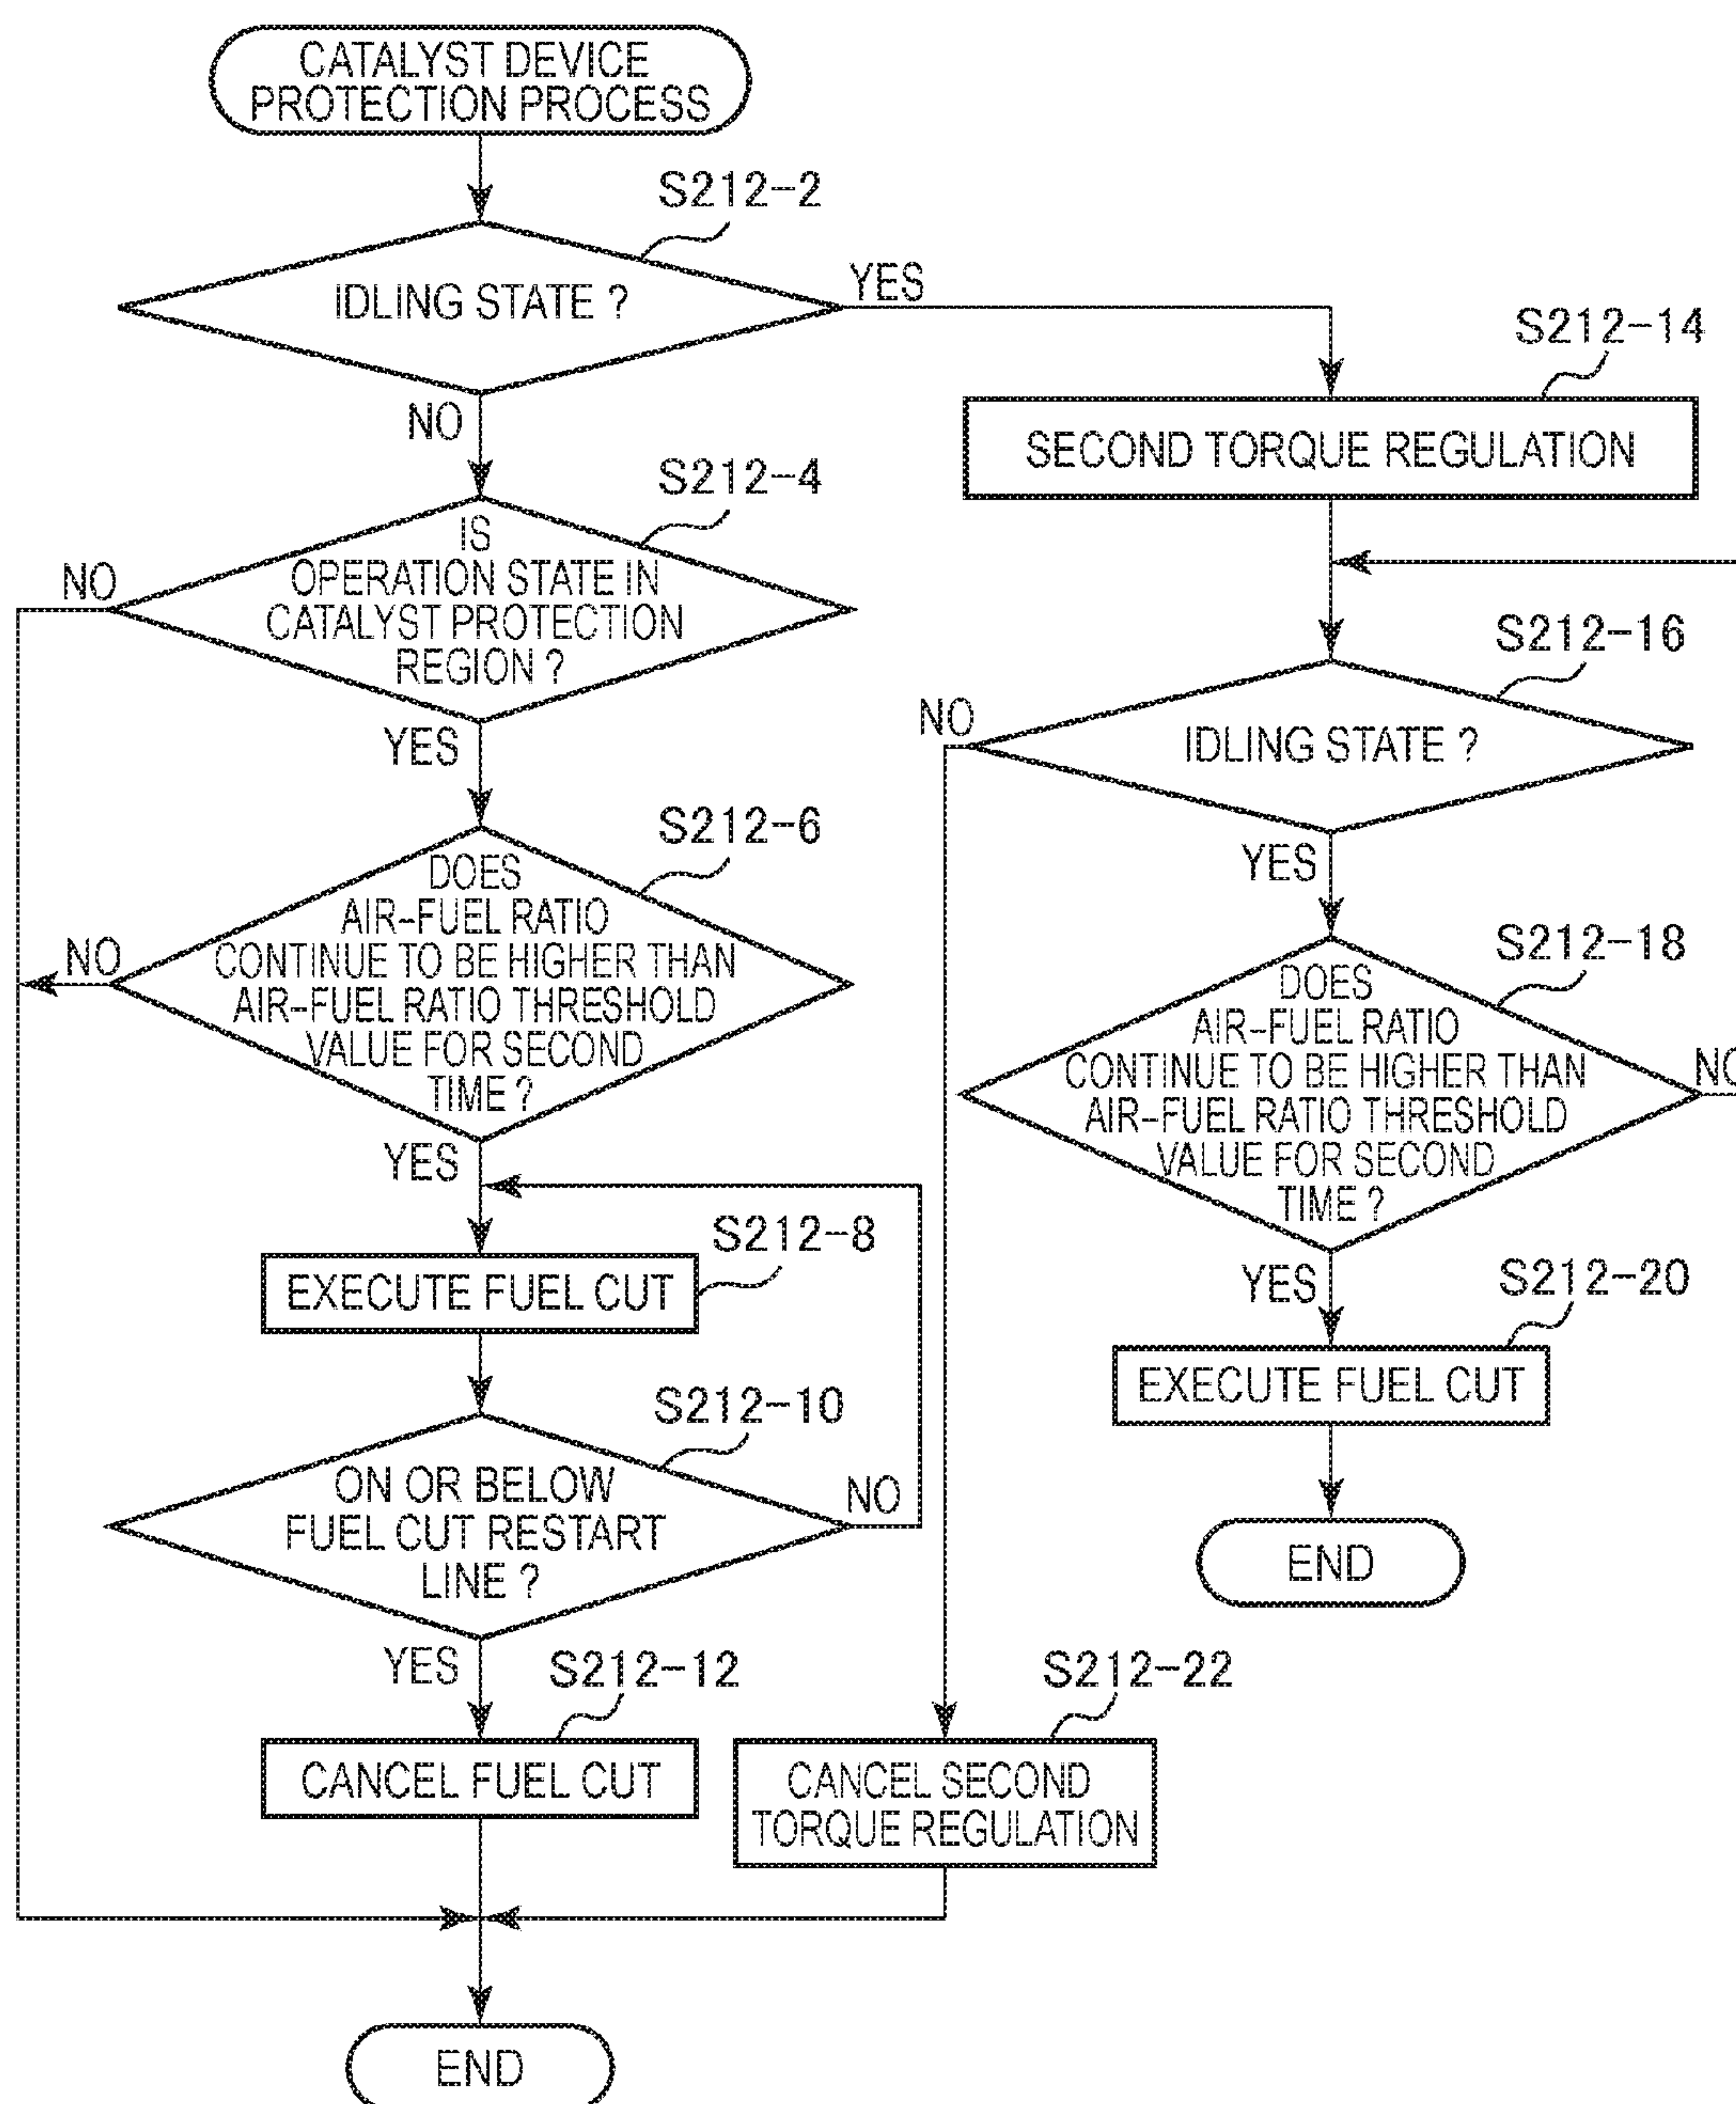 CATALYST DEVICE
PROTECTION PROCESS
S212-2
IDLING STATE ?
YES
NO
S212-4
IS
OPERATION STATE IN
CATALYST PROTECTION
REGION ?
NO
YES
S212-6
DOES
AIR-FUEL RATIO
CONTINUE TO BE HIGHER THAN
AIR-FUEL RATIO THRESHOLD
VALUE FOR SECOND
TIME ?
NO
YES
S212-8
EXECUTE FUEL CUT
S212-10
ON OR BELOW
FUEL CUT RESTART
LINE ?
NO
YES
S212-12
CANCEL FUEL CUT
END
S212-14
SECOND TORQUE REGULATION
S212-16
IDLING STATE ?
NO
YES
S212-18
DOES
AIR-FUEL RATIO
CONTINUE TO BE HIGHER THAN
AIR-FUEL RATIO THRESHOLD
VALUE FOR SECOND
TIME ?
NO
YES
S212-20
EXECUTE FUEL CUT
END
S212-22
CANCEL SECOND
TORQUE REGULATION